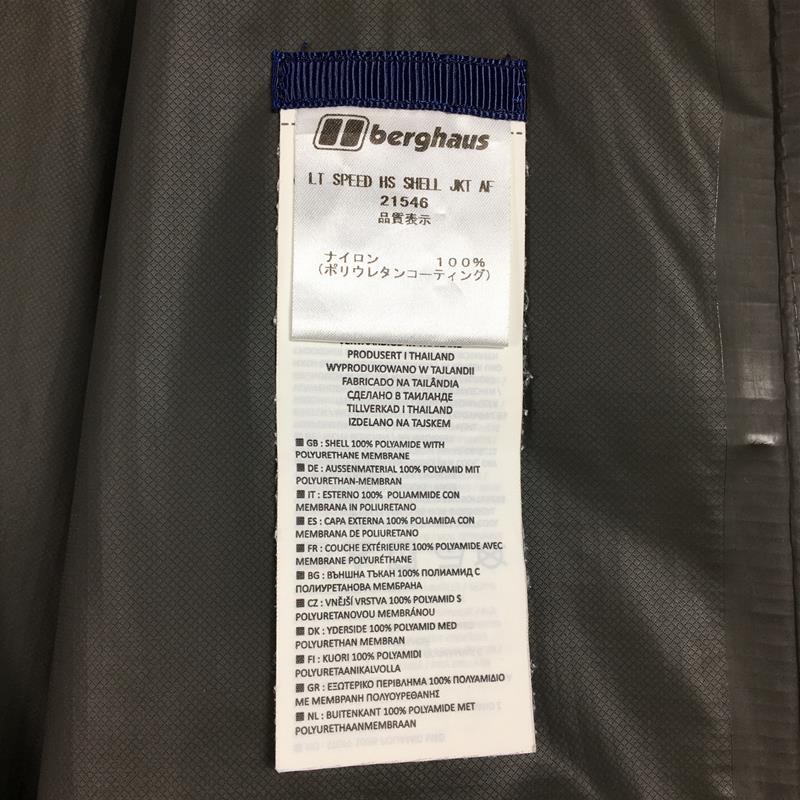 berghaus
LT SPEED HS SHELL JKT AF
21546
品質表示
ナイロン 100%
(ポリウレタンコーティング)
PRODUSERT I THAILAND
WYPRODUKOWANO W TAJLANDII
FABRICADO NA TAILÂNDIA
СДЕЛАНО В ТАИЛАНДЕ
TILLVERKAD I THAILAND
IZDELANO NA TAJSKEM
GB : SHELL 100% POLYAMIDE WITH
POLYURETHANE MEMBRANE
DE : AUSSENMATERIAL 100% POLYAMID MIT
POLYURETHAN-MEMBRAN
IT : ESTERNO 100% POLIAMMIDE CON
MEMBRANA IN POLIURETANO
ES : CAPA EXTERNA 100% POLIAMIDA CON
MEMBRANA DE POLIURETANO
FR : COUCHE EXTÉRIEURE 100% POLYAMIDE AVEC
MEMBRANE POLYURÉTHANE
BG : ВЪНШНА ТЪКАН 100% ПОЛИАМИД С
ПОЛИУРЕТАНОВА МЕМБРАНА
CZ : VNĚJŠÍ VRSTVA 100% POLYAMID S
POLYURETANOVOU MEMBRÁNOU
DK : YDERSIDE 100% POLYAMID MED
POLYURETHAN MEMBRAN
FI : KUORI 100% POLYAMIDI
POLYURETAANIKALVOLLA
GR : ΕΞΩΤΕΡΙΚΟ ΠΕΡΙΒΛΗΜΑ 100% ΠΟΛΥΑΜΙΔΙΟ
ΜΕ ΜΕΜΒΡΑΝΗ ΠΟΛΥΟΥΡΕΘΑΝΗΣ
NL : BUITENKANT 100% POLYAMIDE MET
POLYURETHAANMEMBRAAN